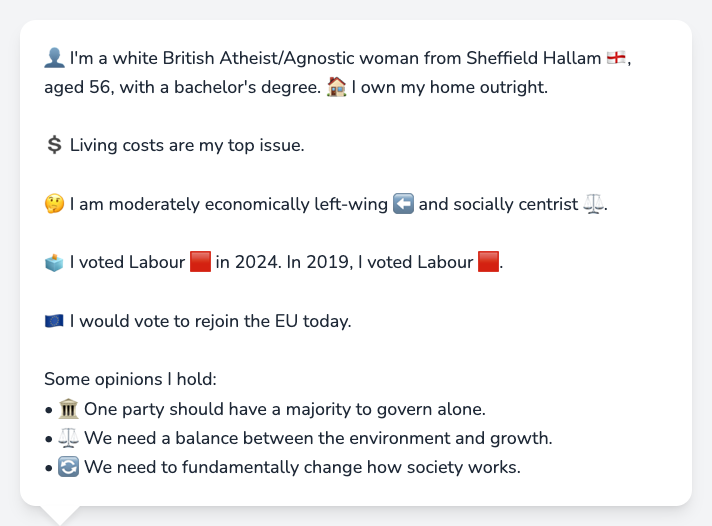 👤 I'm a white British Atheist/Agnostic woman from Sheffield Hallam 🏴󠁧󠁢󠁥󠁮󠁧󠁿,
aged 56, with a bachelor's degree. 🏠 I own my home outright.
💲 Living costs are my top issue.
🤔 I am moderately economically left-wing ⬅️ and socially centrist ⚖️.
🗳️ I voted Labour 🟥 in 2024. In 2019, I voted Labour 🟥.
🇪🇺 I would vote to rejoin the EU today.
Some opinions I hold:
• 🏛️ One party should have a majority to govern alone.
• ⚖️ We need a balance between the environment and growth.
• 🔄 We need to fundamentally change how society works.